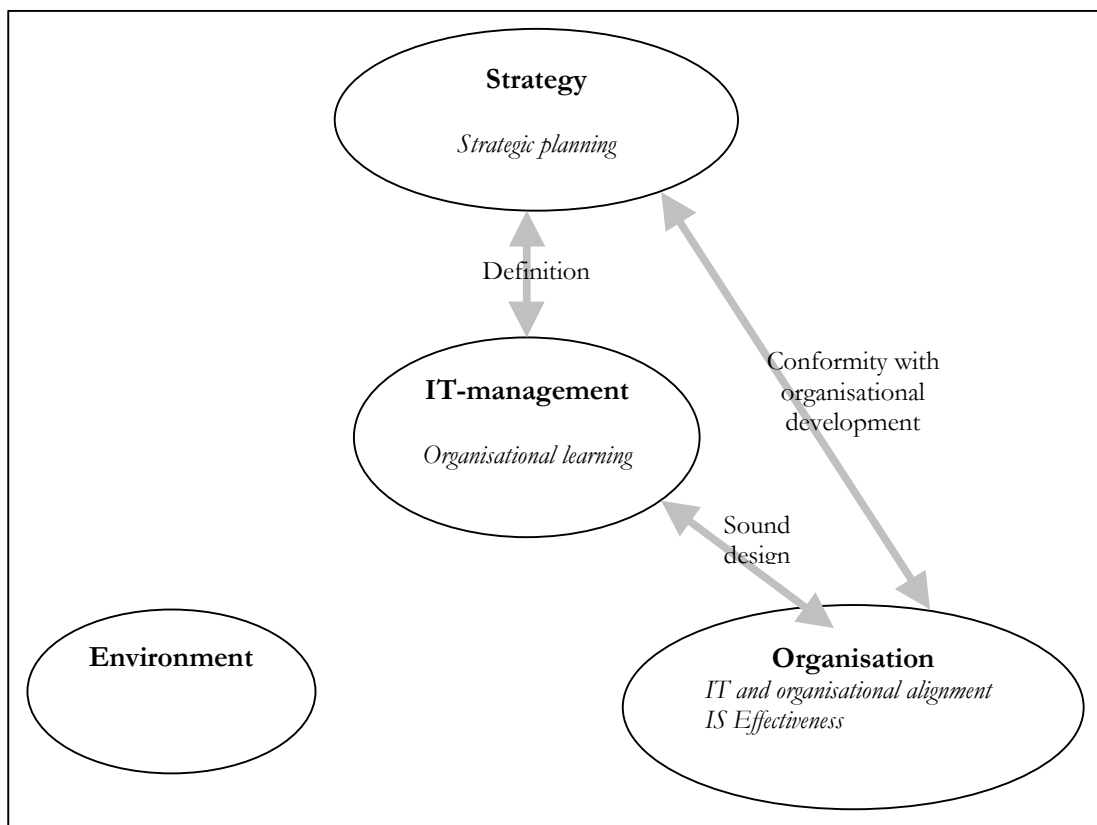 Strategy
Strategic planning
Definition
Conformity with
organisational
development
IT-management
Organisational learning
Sound
design
Environment
Organisation
IT and organisational alignment
IS Effectiveness